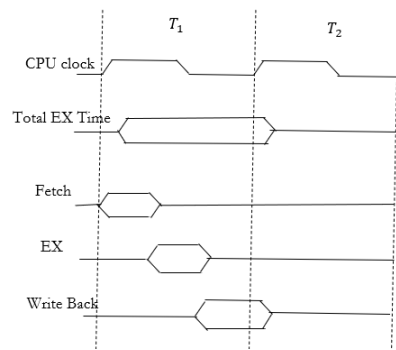 T₁ T₂
CPU clock
Total EX Time
Fetch
EX
Write Back